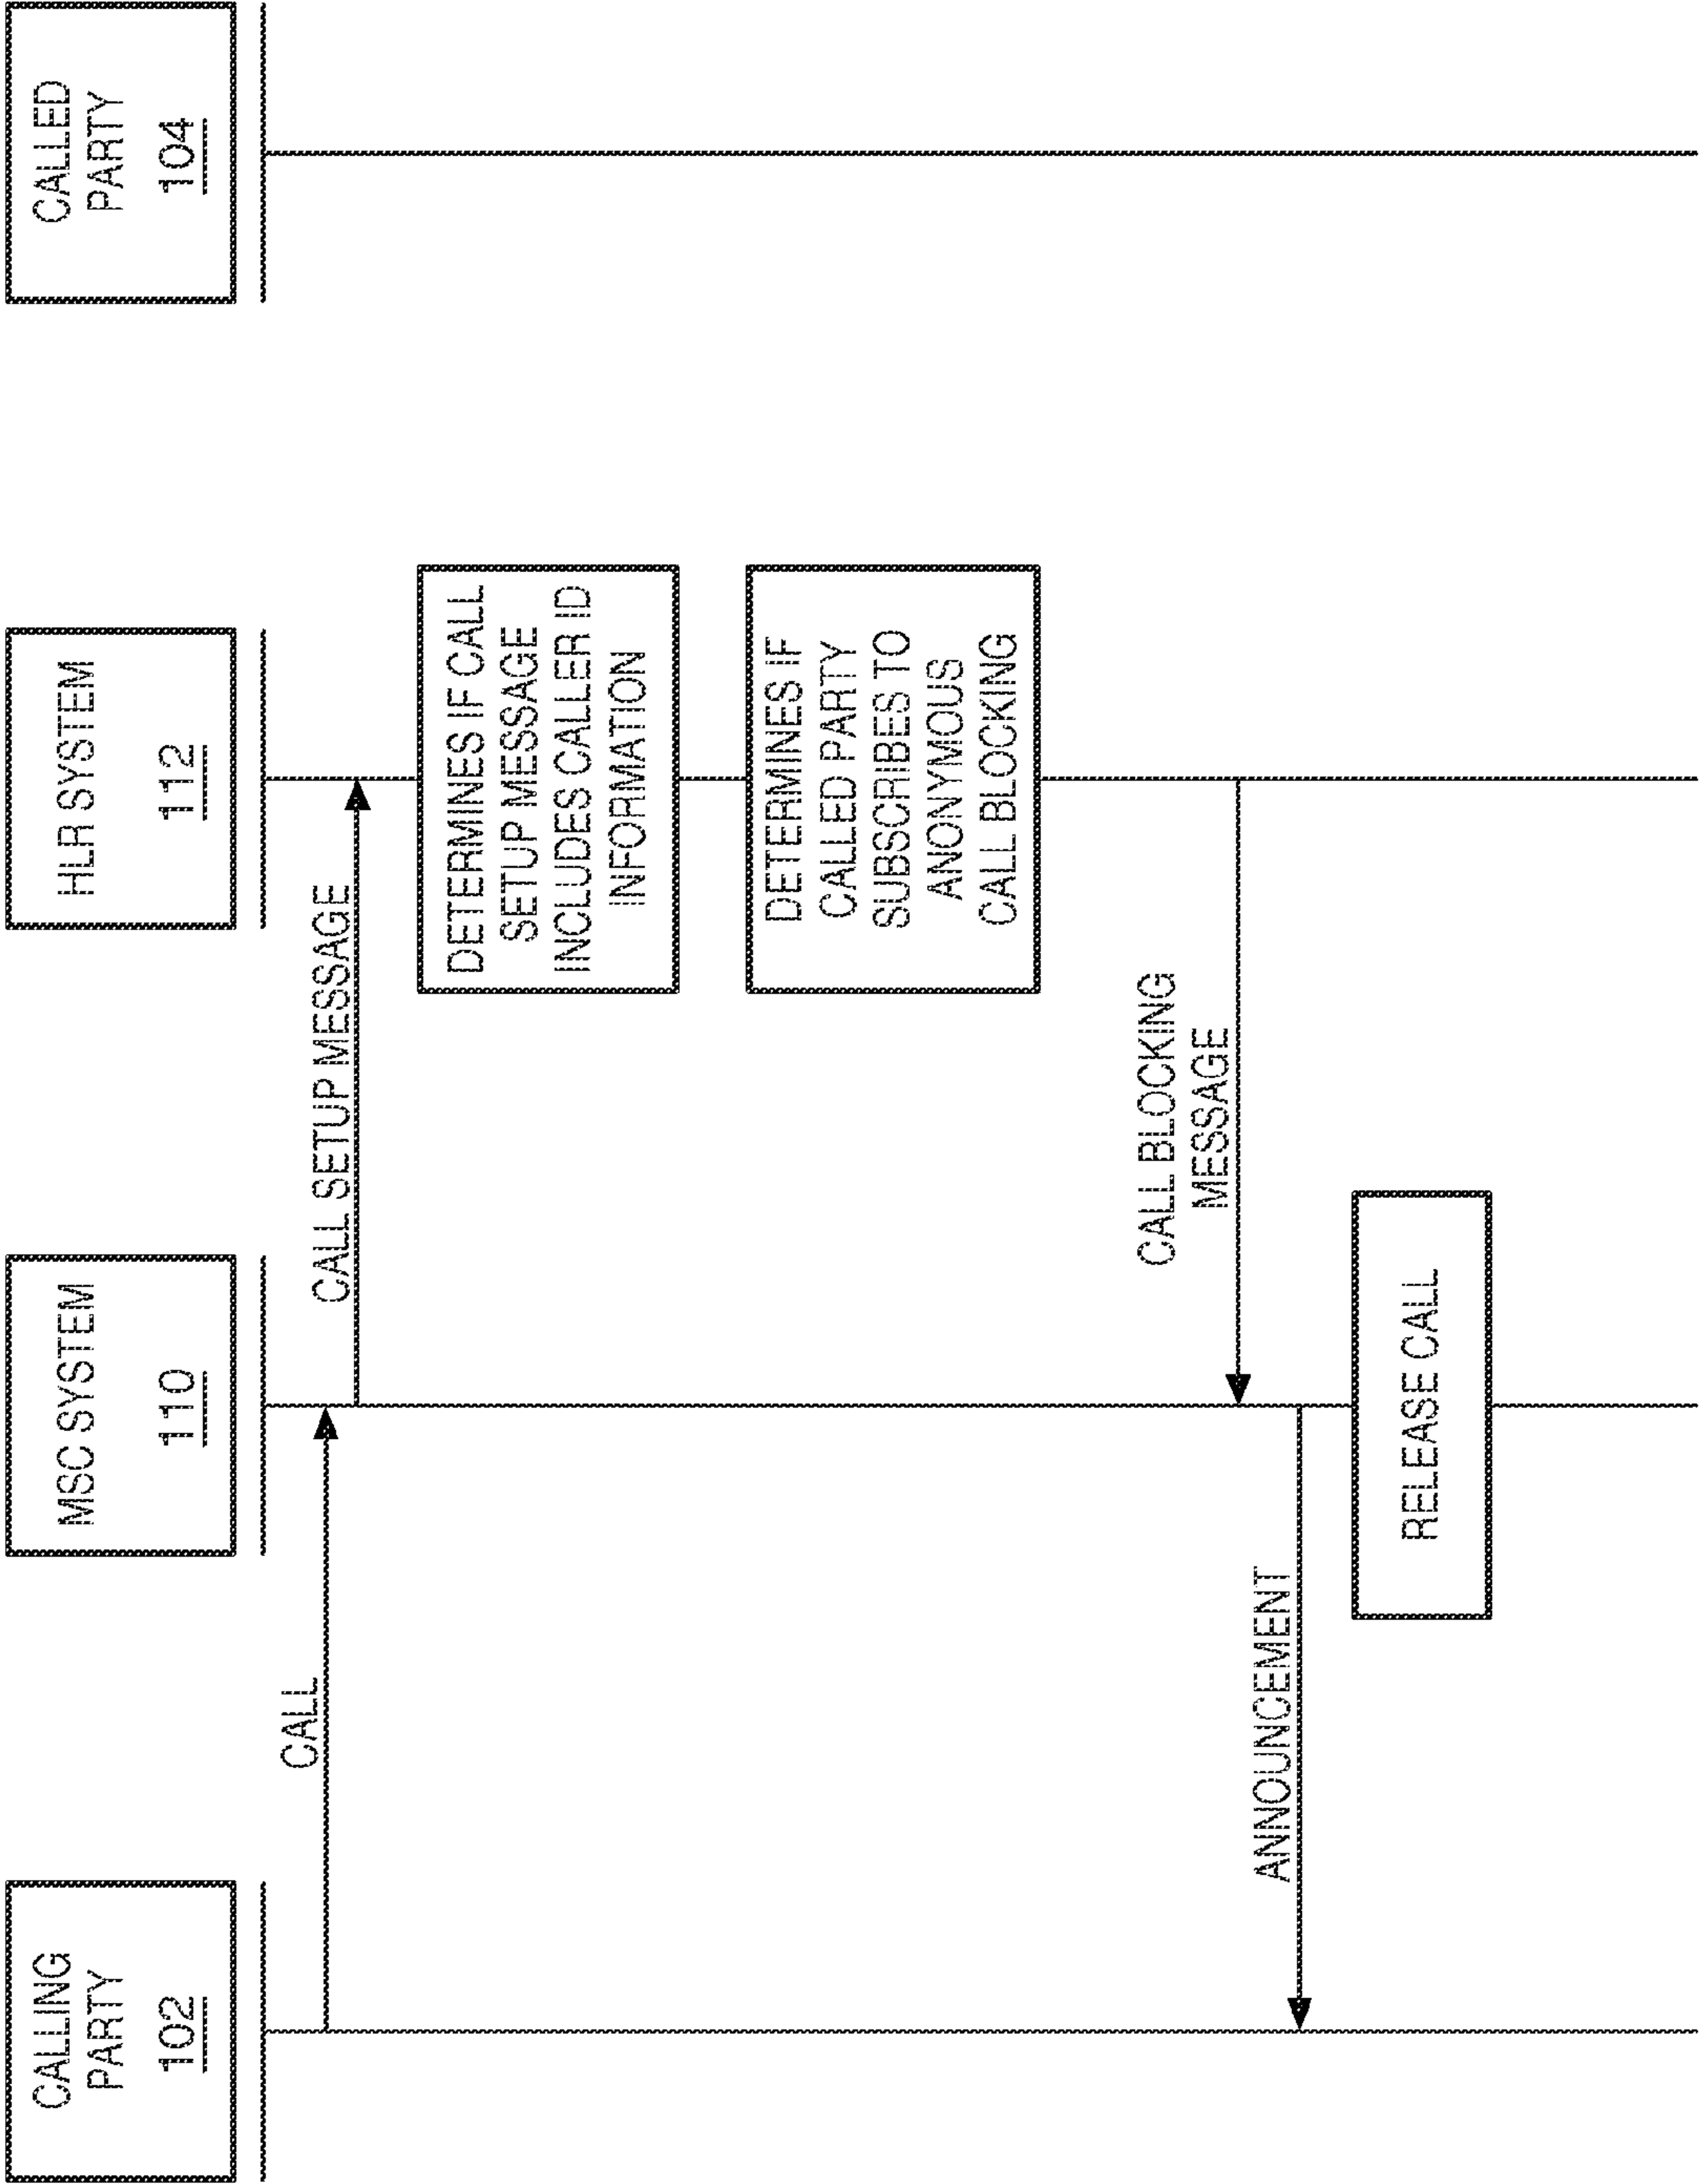 CALLING
PARTY
102
MSC SYSTEM
110
HLR SYSTEM
112
CALLED
PARTY
104
CALL
CALL SETUP MESSAGE
DETERMINES IF CALL
SETUP MESSAGE
INCLUDES CALLER ID
INFORMATION
DETERMINES IF
CALLED PARTY
SUBSCRIBES TO
ANONYMOUS
CALL BLOCKING
CALL BLOCKING
MESSAGE
ANNOUNCEMENT
RELEASE CALL